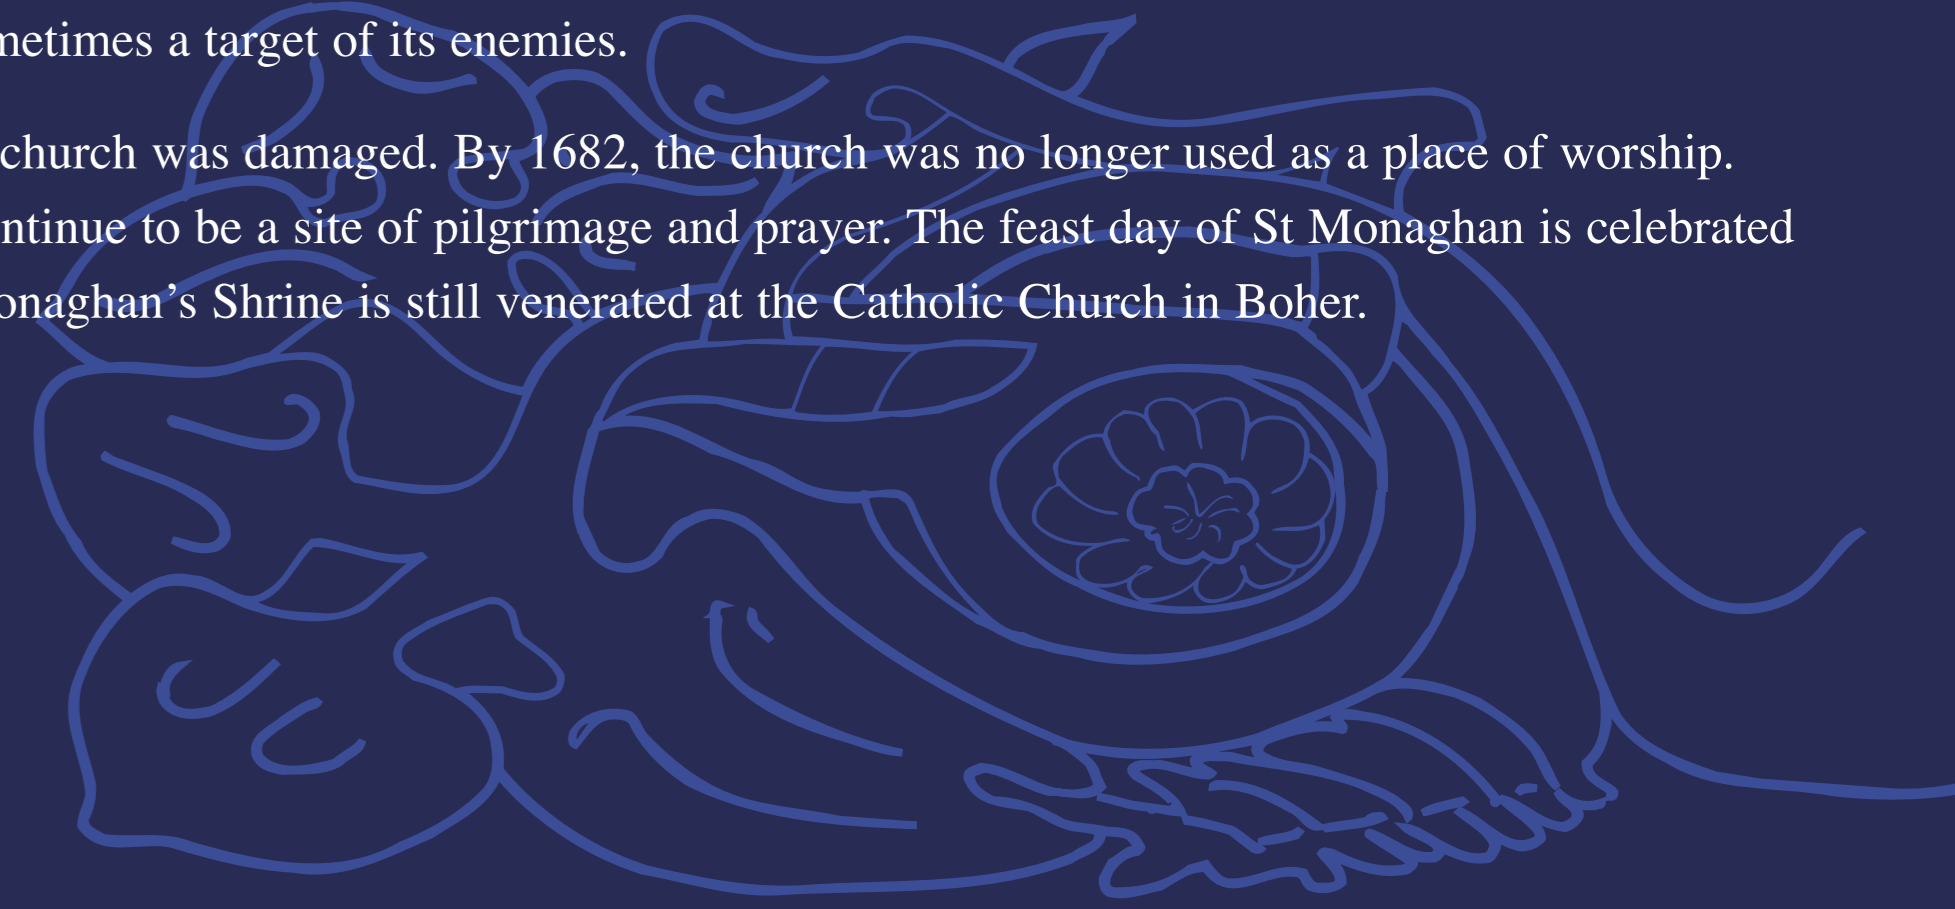 metimes a target of its enemies.
church was damaged. By 1682, the church was no longer used as a place of worship.
ntinue to be a site of pilgrimage and prayer. The feast day of St Monaghan is celebrated
onaghan’s Shrine is still venerated at the Catholic Church in Boher.